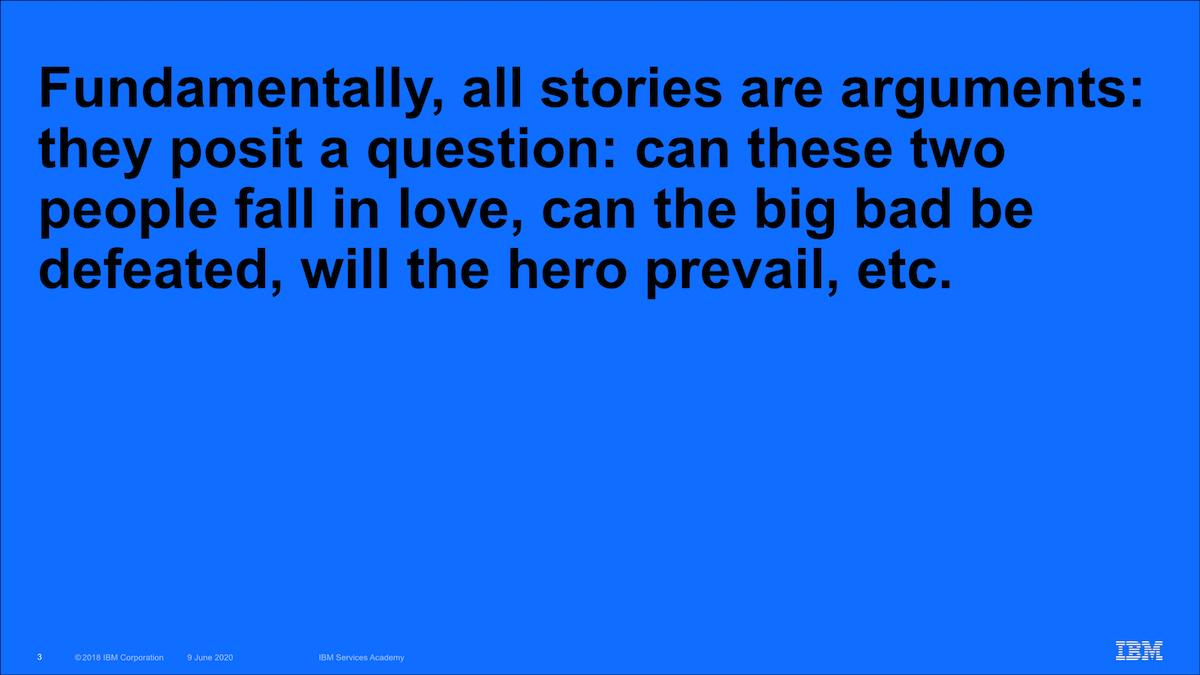 Fundamentally, all stories are arguments:
they posit a question: can these two
people fall in love, can the big bad be
defeated, will the hero prevail, etc.
3 ©2018 IBM Corporation 9 June 2020 IBM Services Academy IBM